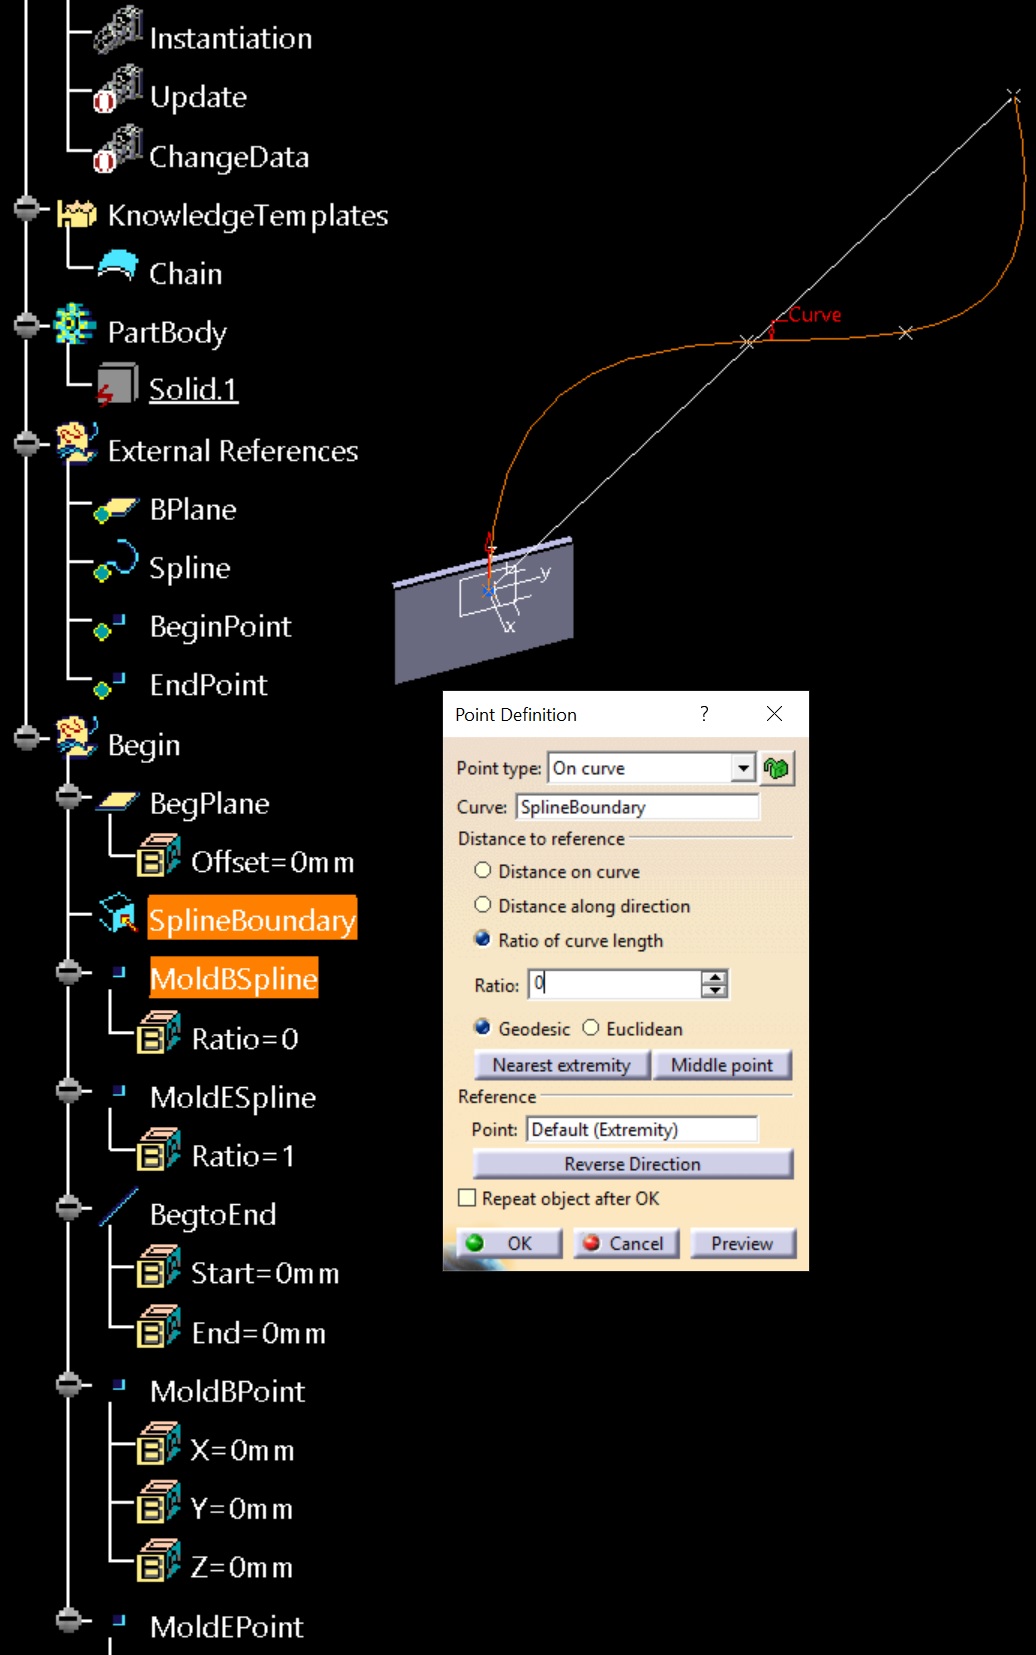 Instantiation
Update
ChangeData
KnowledgeTemplates
Chain
PartBody
Solid.1
External References
BPlane
Spline
BeginPoint
EndPoint
Begin
BegPlane
Offset=0mm
SplineBoundary
MoldBSpline
Ratio=0
MoldESpline
Ratio=1
BegtoEnd
Start=0mm
End=0mm
MoldBPoint
X=0mm
Y=0mm
Z=0mm
MoldEPoint
Curve
z
y
x
Point Definition ?
Point type: On curve
Curve: SplineBoundary
Distance to reference
Distance on curve
Distance along direction
Ratio of curve length
Ratio: 0
Geodesic Euclidean
Nearest extremity Middle point
Reference
Point: Default (Extremity)
Reverse Direction
Repeat object after OK
OK Cancel Preview